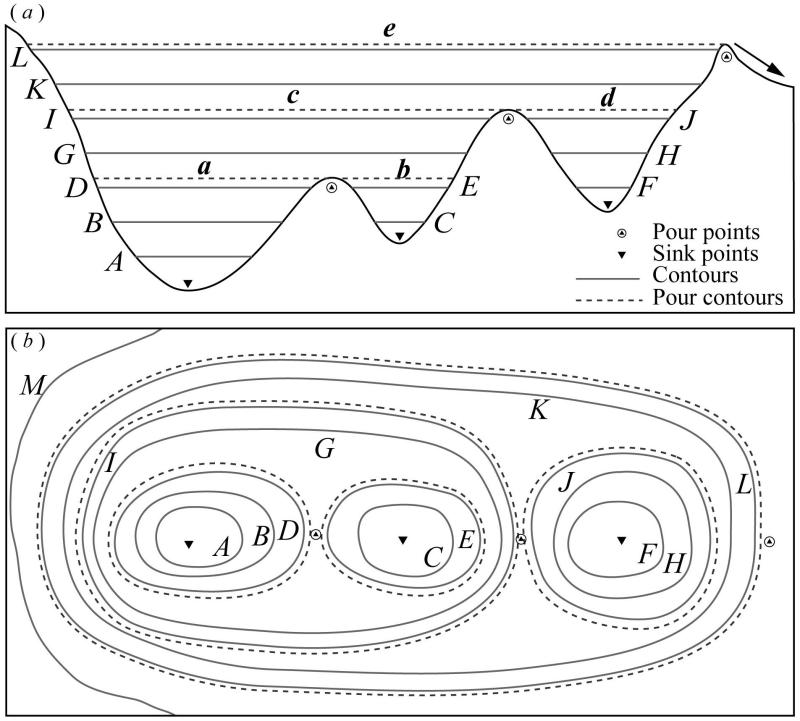 (a)
e
L
K
c
d
I
J
G
H
a
b
D
E
F
B
C
A
Pour points
Sink points
Contours
Pour contours
(b)
M
K
G
I
J
L
A
B
D
C
E
F
H